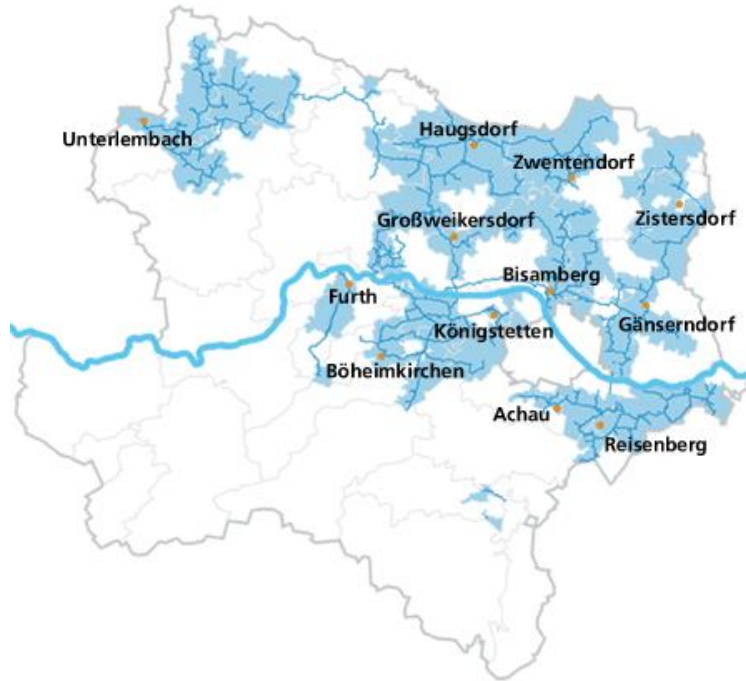 Haugsdorf
Unterlembach
Zwentendorf
Großweikersdorf
Zistersdorf
Bisamberg
Furth
Königstetten
Gänserndorf
Böheimkirchen
Achau
Reisenberg